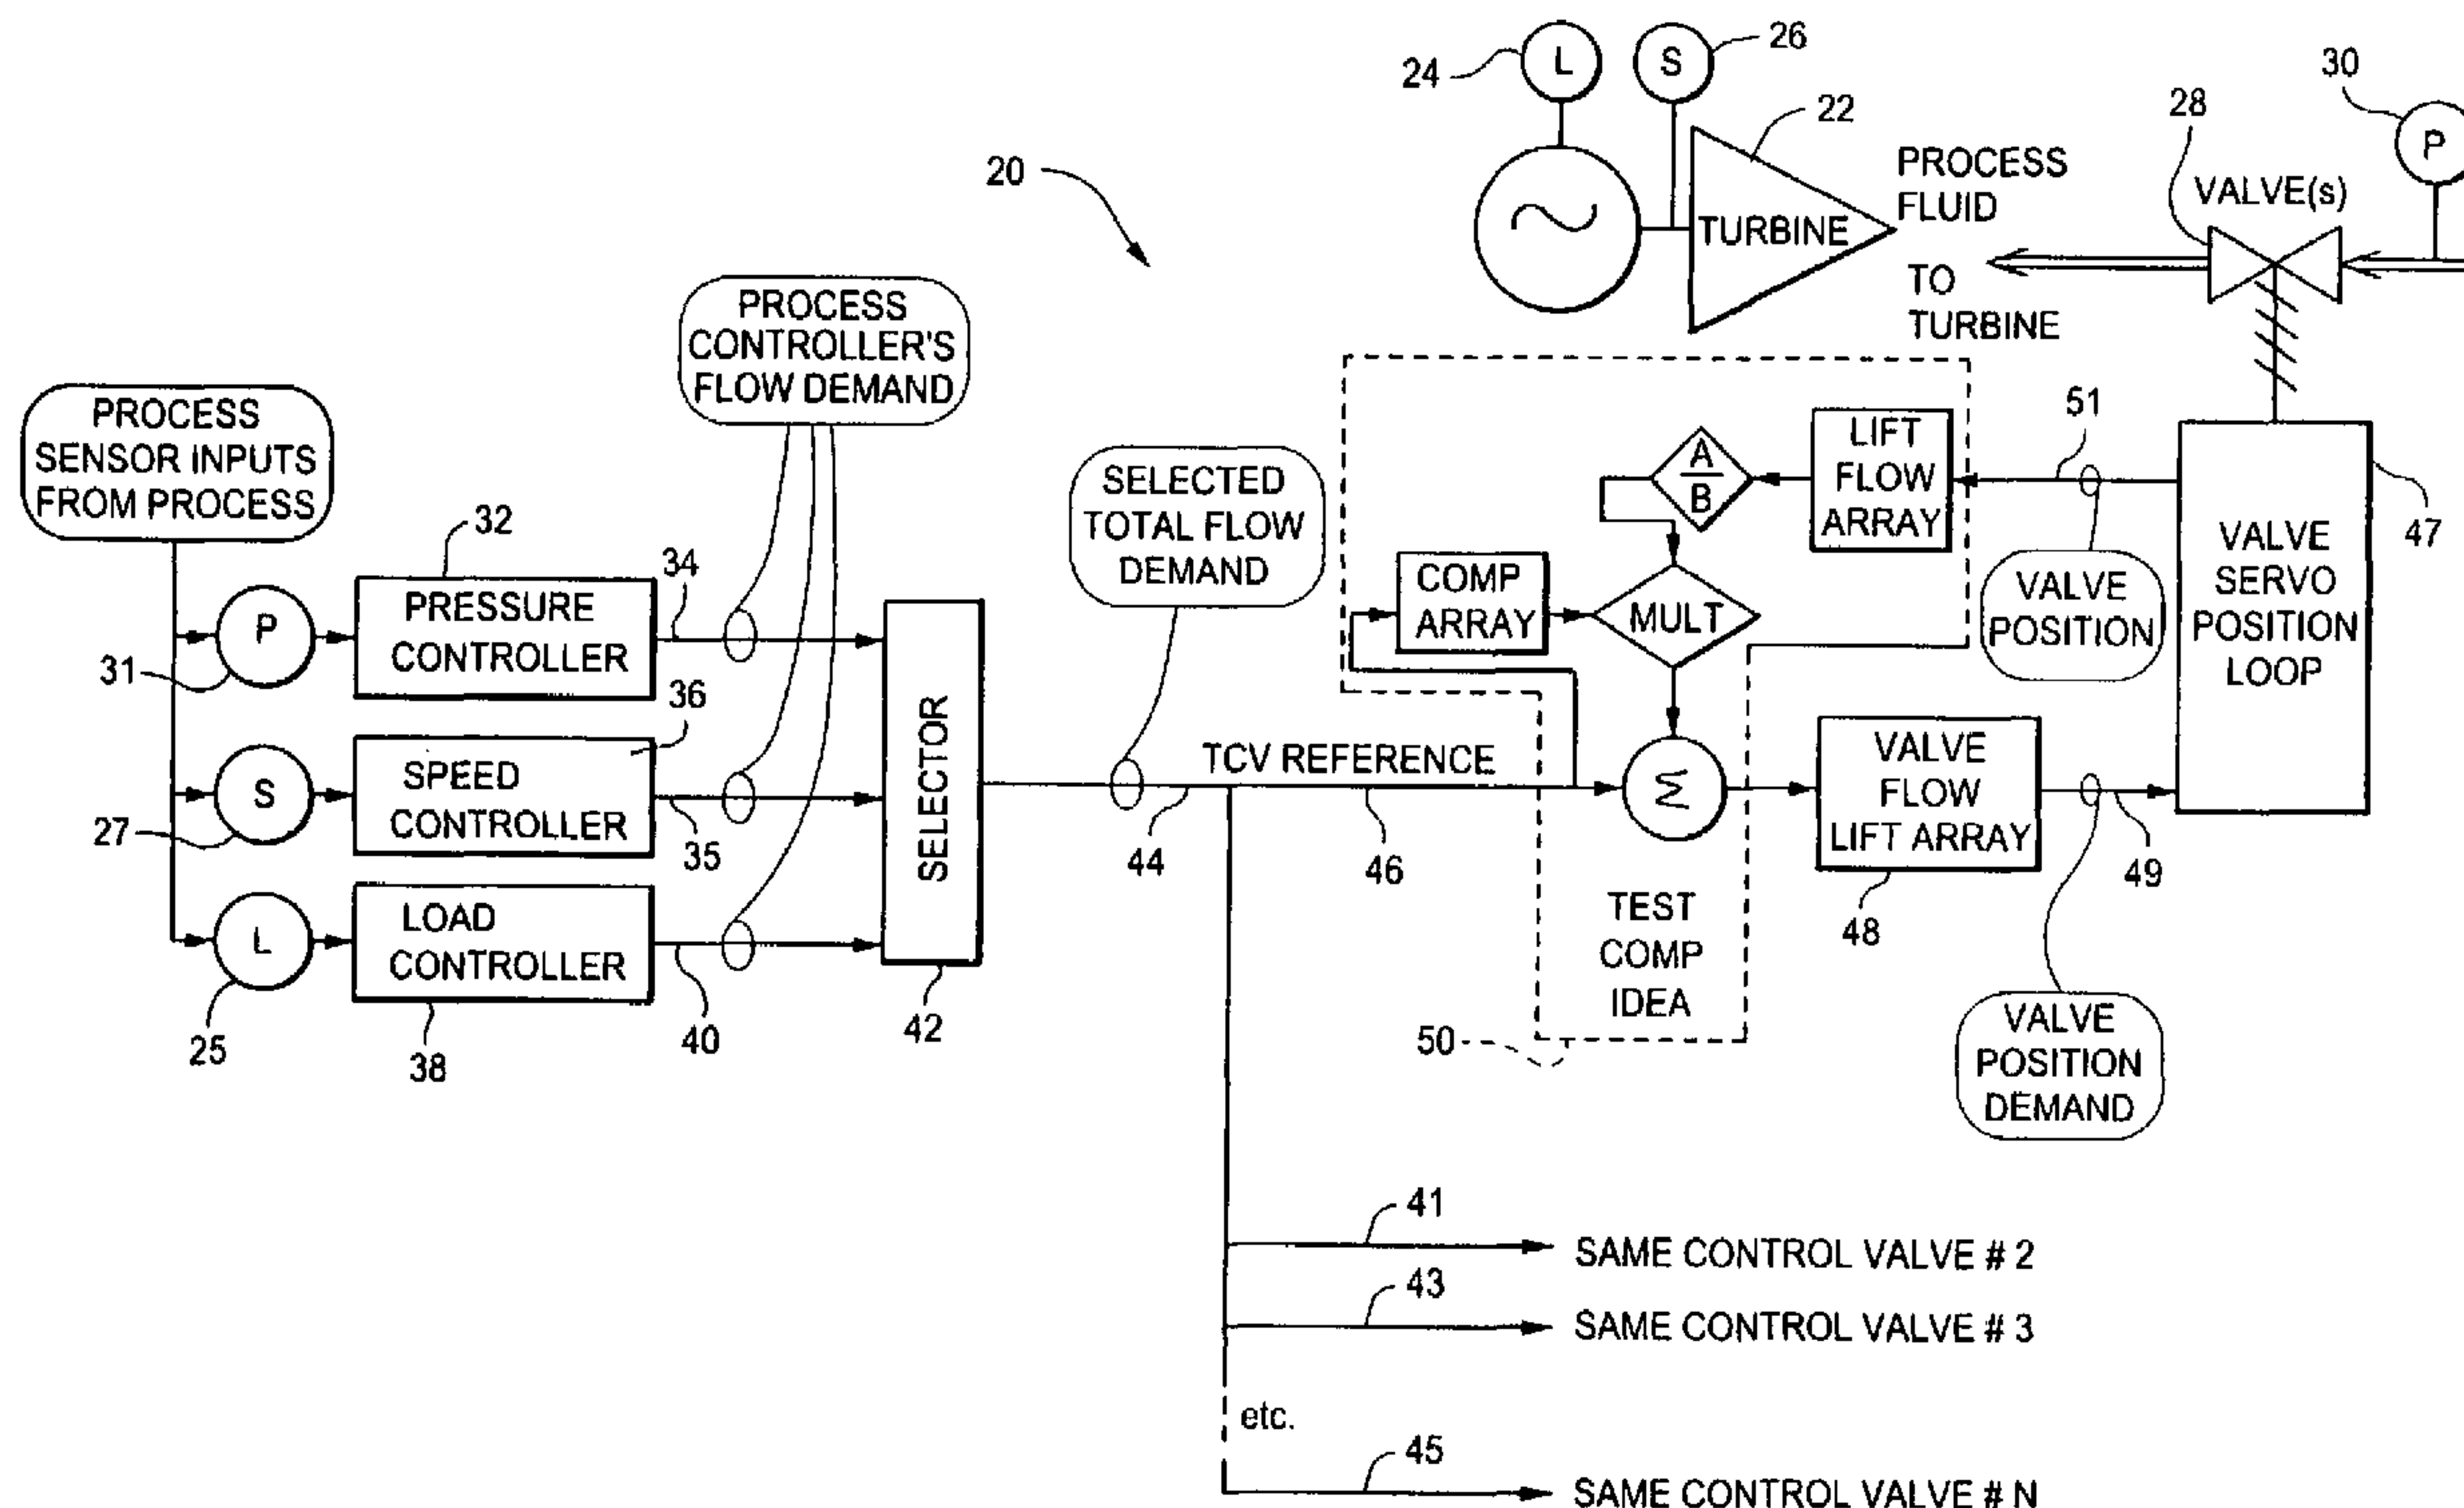 24
L
S
26
22
TURBINE
PROCESS
FLUID
TO
TURBINE
28
VALVE(s)
30
P
20
PROCESS
SENSOR INPUTS
FROM PROCESS
PROCESS
CONTROLLER'S
FLOW DEMAND
SELECTED
TOTAL FLOW
DEMAND
31
P
32
PRESSURE
CONTROLLER
34
27
S
36
SPEED
CONTROLLER
35
25
L
LOAD
CONTROLLER
38
40
SELECTOR
42
44
TCV REFERENCE
46
COMP
ARRAY
A
B
MULT
LIFT
FLOW
ARRAY
51
VALVE
POSITION
VALVE
SERVO
POSITION
LOOP
47
Σ
VALVE
FLOW
LIFT ARRAY
48
49
TEST
COMP
IDEA
50
VALVE
POSITION
DEMAND
41
SAME CONTROL VALVE # 2
43
SAME CONTROL VALVE # 3
etc.
45
SAME CONTROL VALVE # N